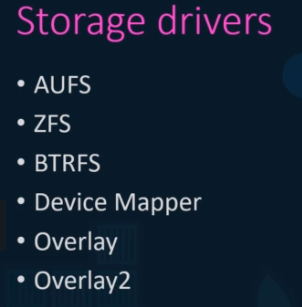 Storage drivers
• AUFS
• ZFS
• BTRFS
• Device Mapper
• Overlay
• Overlay2